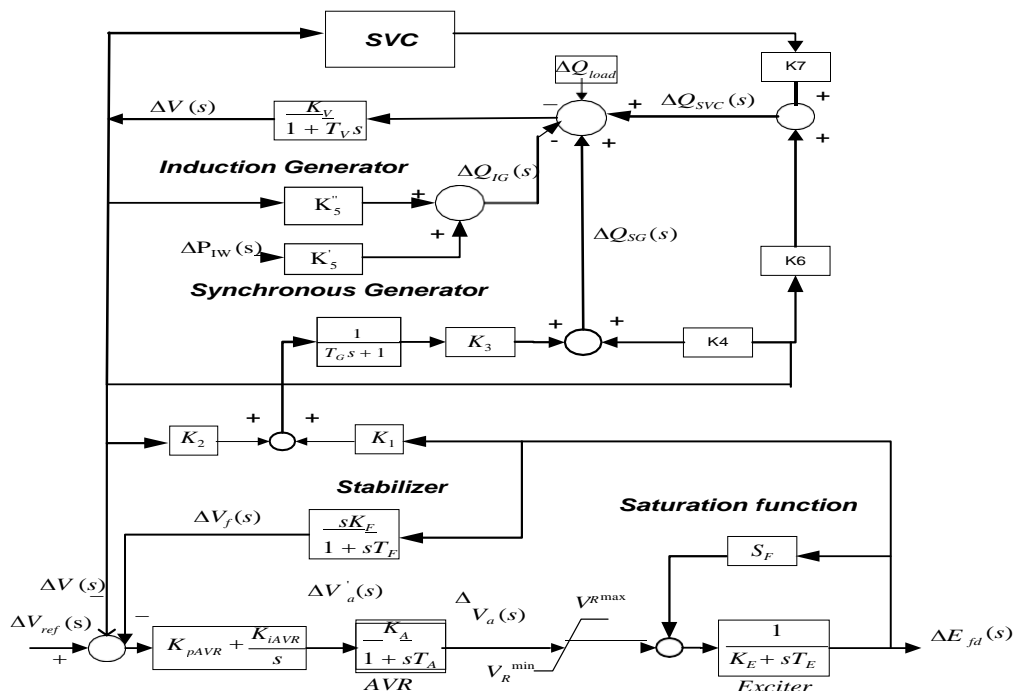 SVC
K7
ΔQ_load
+
ΔQ_SVC(s)
+
+
−
-
+
ΔV(s)
K_V / 1 + T_V s
Induction Generator
ΔQ_IG(s)
K_5^''
+
+
ΔP_IW(s)
K_5^'
ΔQ_SG(s)
K6
Synchronous Generator
1 / T_G s + 1
K_3
+
+
K4
+
+
K_2
K_1
Stabilizer
Saturation function
ΔV_f(s)
sK_F / 1 + sT_F
S_F
ΔV(s)
−
−
ΔV_ref(s)
+
K_pAVR + K_iAVR / s
ΔV^'_a(s)
K_A / 1 + sT_A
AVR
Δ V_a(s)
V^R max
V_R^min
1 / K_E + sT_E
Exciter
ΔE_fd(s)